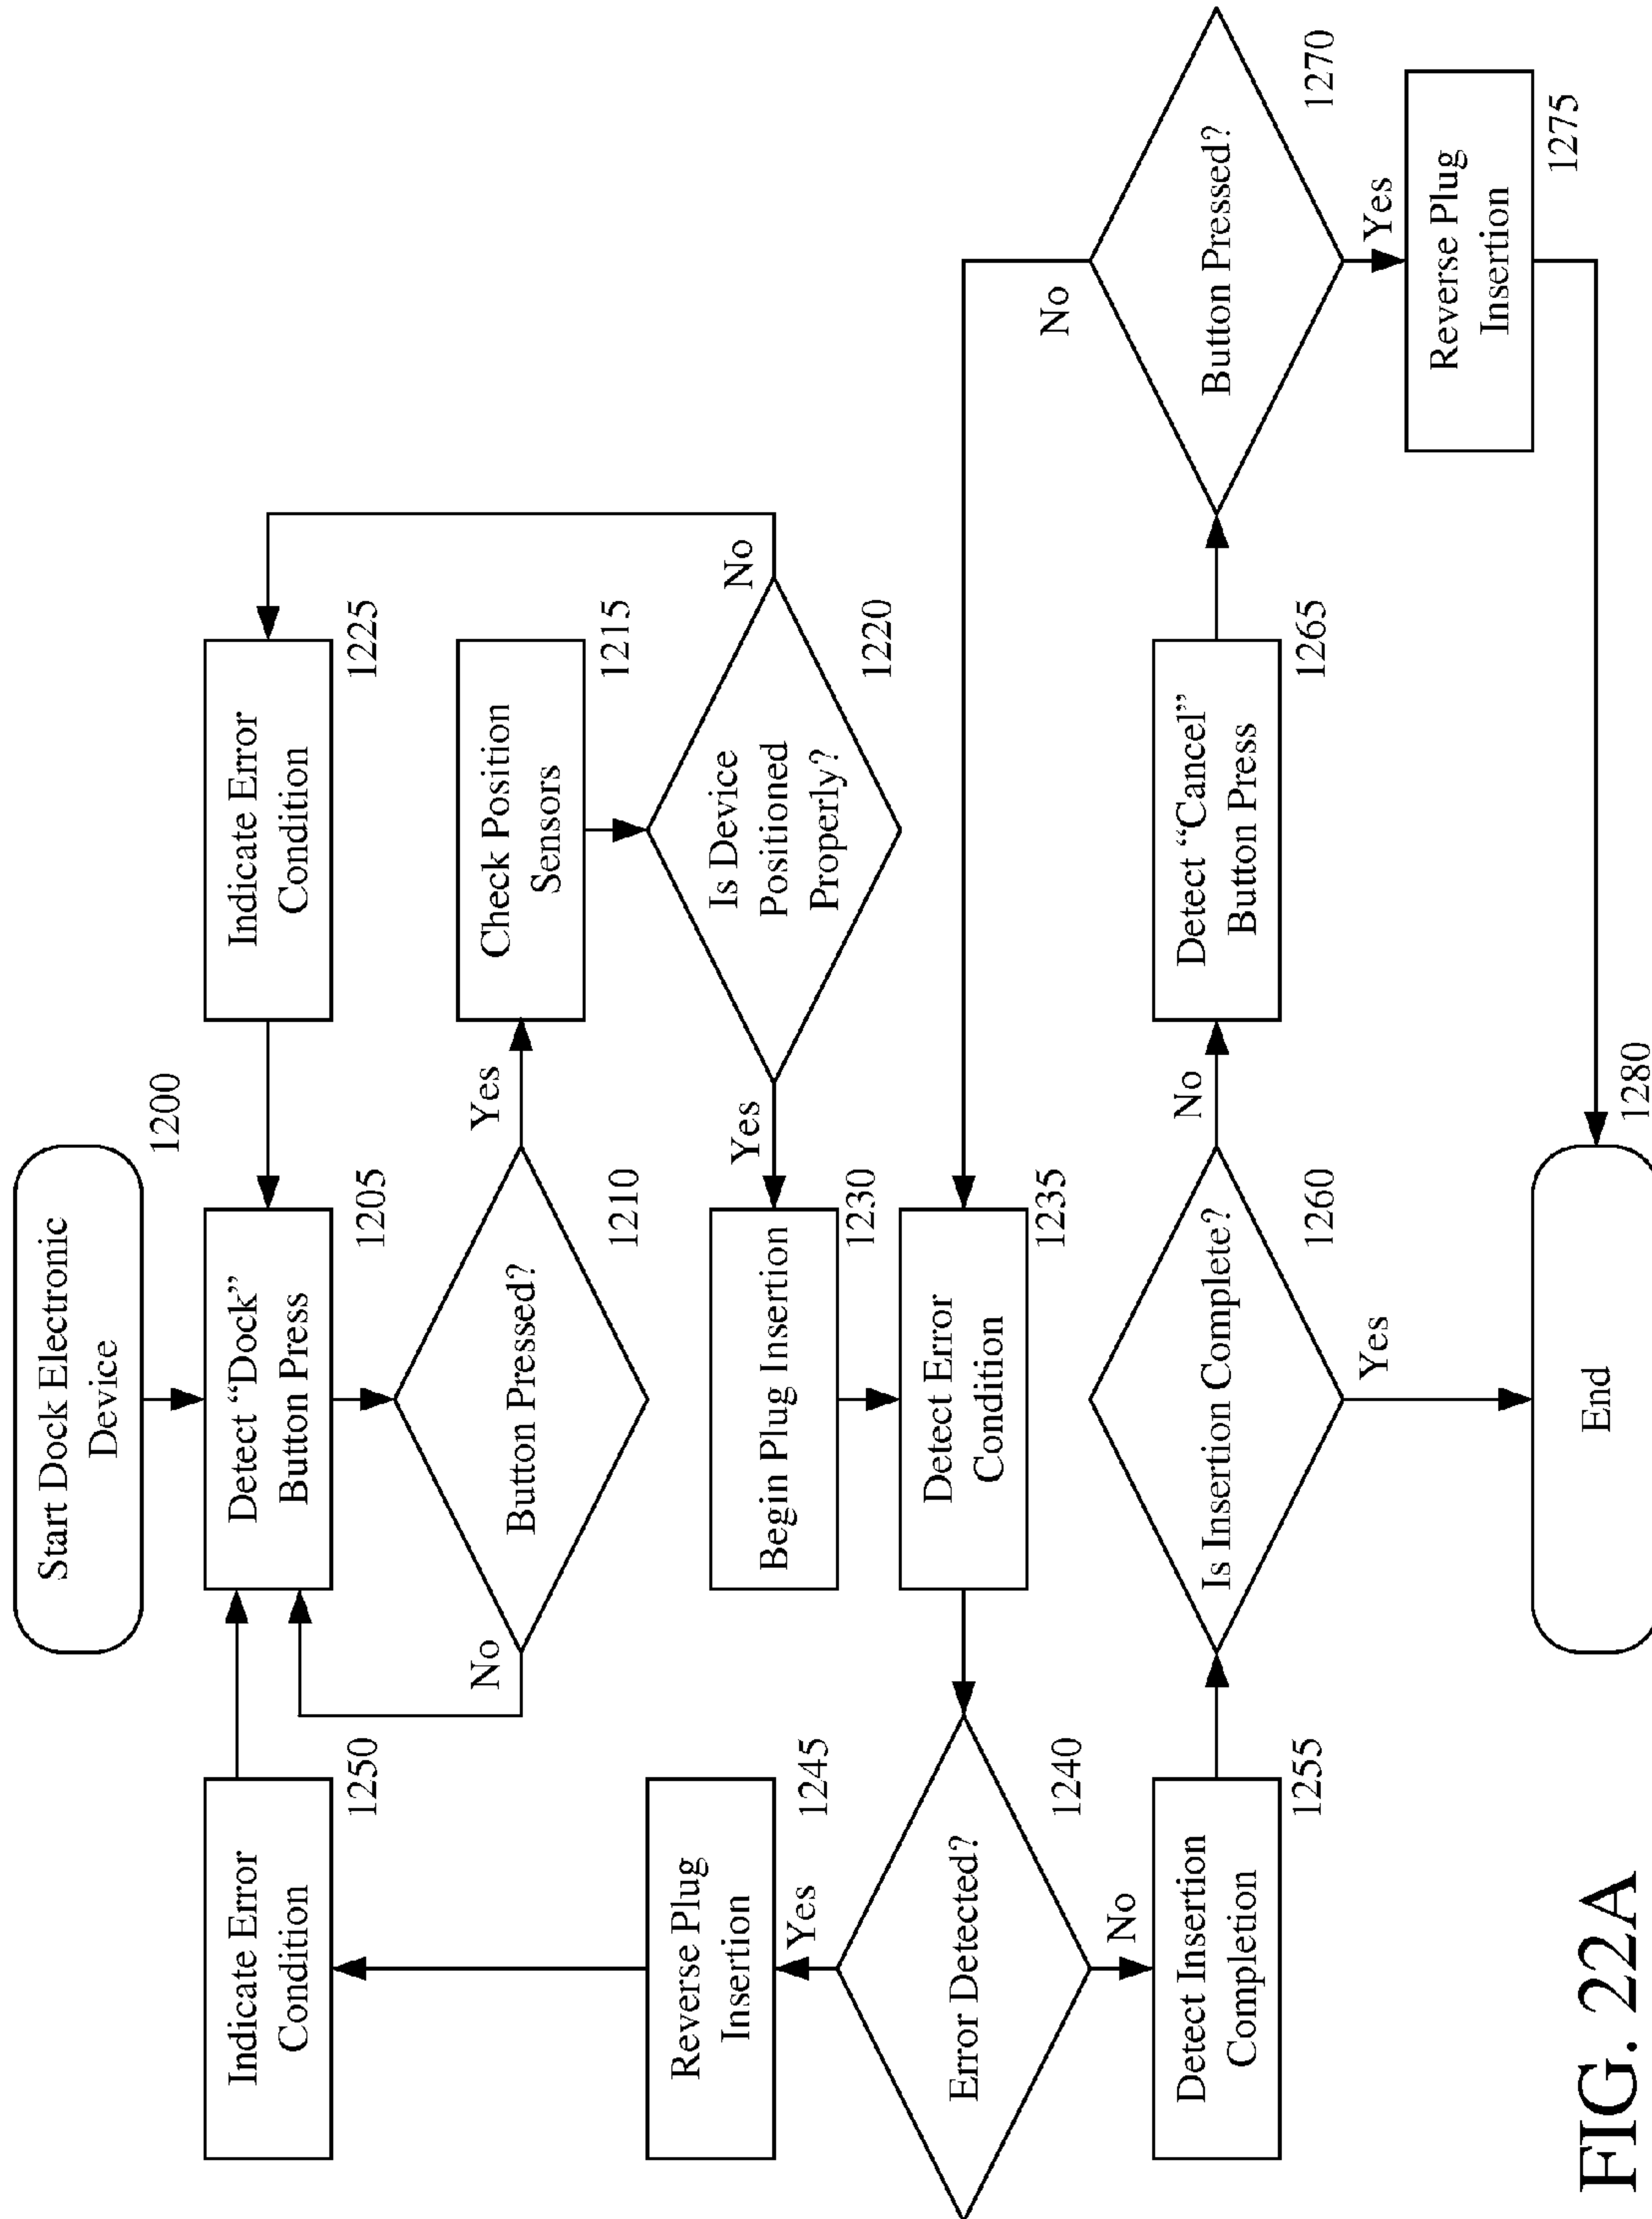 Start Dock Electronic
Device
1200
Detect “Dock”
Button Press
1205
Button Pressed?
1210
No
Yes
Check Position
Sensors
1215
Is Device
Positioned
Properly?
1220
No
Yes
Indicate Error
Condition
1225
Begin Plug Insertion
1230
Detect Error
Condition
1235
Error Detected?
1240
Yes
No
Reverse Plug
Insertion
1245
Indicate Error
Condition
1250
Detect Insertion
Completion
1255
Is Insertion Complete?
1260
No
Yes
Detect “Cancel”
Button Press
1265
Button Pressed?
1270
No
Yes
Reverse Plug
Insertion
1275
End
1280
FIG. 22A